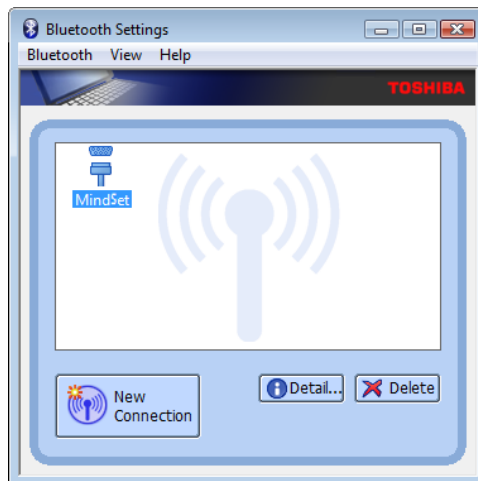 Bluetooth Settings
Bluetooth View Help
TOSHIBA
MindSet
New
Connection
Detail...
Delete